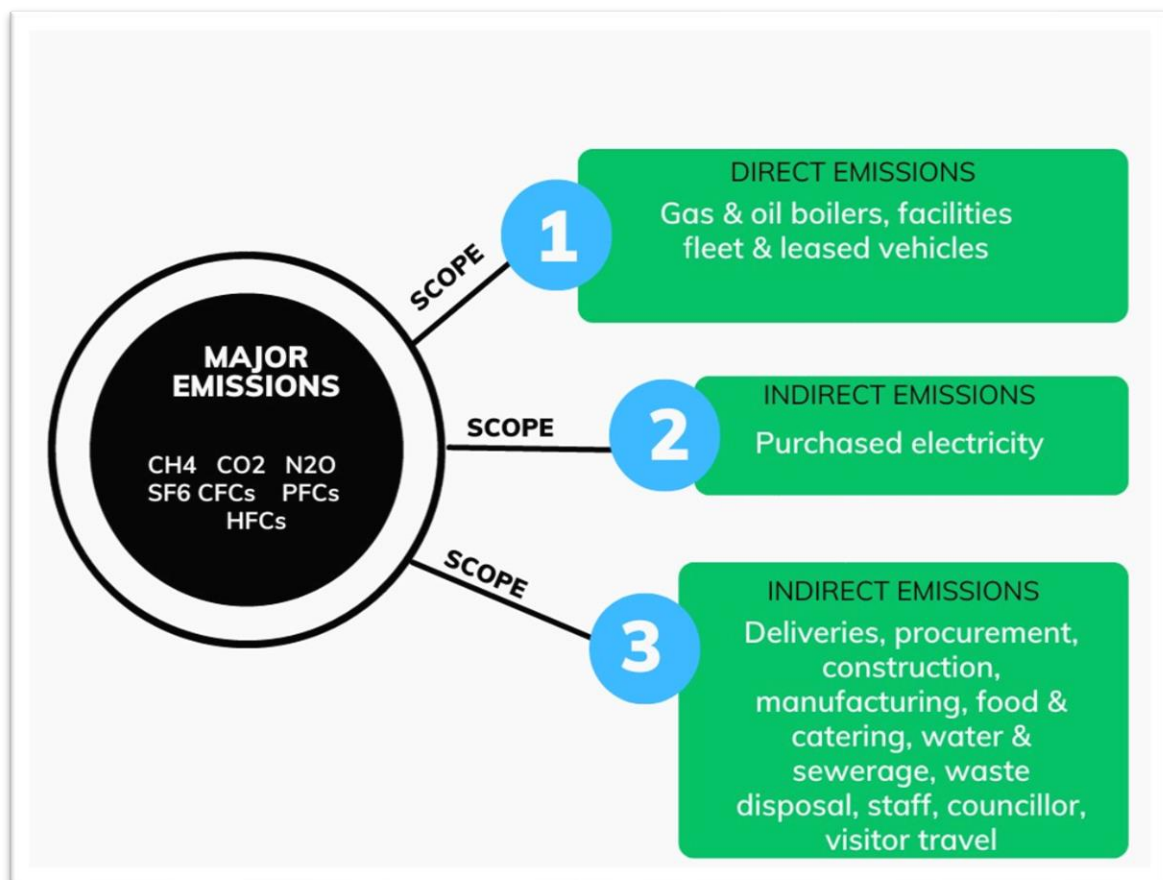 MAJOR
EMISSIONS
CH4 CO2 N2O
SF6 CFCs PFCs
HFCs
SCOPE
1
DIRECT EMISSIONS
Gas & oil boilers, facilities
fleet & leased vehicles
SCOPE
2
INDIRECT EMISSIONS
Purchased electricity
SCOPE
3
INDIRECT EMISSIONS
Deliveries, procurement,
construction,
manufacturing, food &
catering, water &
sewerage, waste
disposal, staff, councillor,
visitor travel